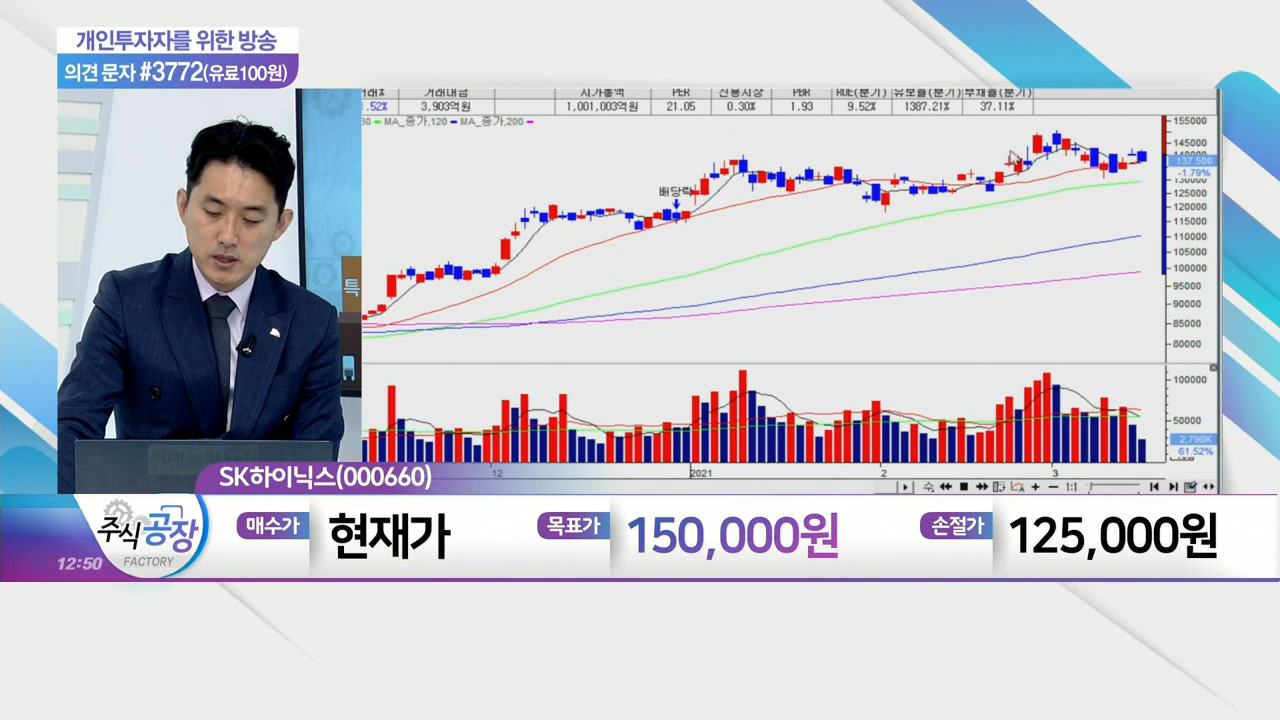 개인투자자를 위한 방송
의견 문자 #3772(유료100원)
거래대금 시가총액 PER 신용시장 PBR ROE(분기) 유보율(분기) 부채율(분기)
1.52% 3,903억원 1,001,003억원 21.05 0.30% 1.93 9.52% 1387.21% 37.11%
MA_종가,120 MA_종가,200
155000
145000
137,500
-1.79%
130000
125000
120000
115000
110000
100000
95000
90000
85000
80000
배당락
특
100000
50000
2,798K
61.52%
12 2021 2 3
1:1
SK하이닉스(000660)
주식공장
FACTORY
12:50
매수가 현재가 목표가 150,000원 손절가 125,000원